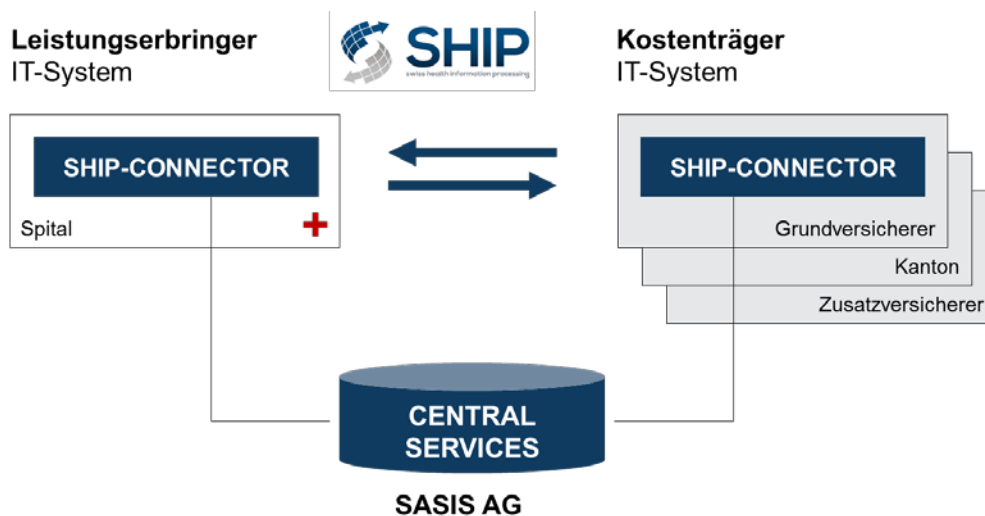 Leistungserbringer
IT-System
SHIP
swiss health information processing
Kostenträger
IT-System
SHIP-CONNECTOR
Spital
SHIP-CONNECTOR
Grundversicherer
Kanton
Zusatzversicherer
CENTRAL
SERVICES
SASIS AG